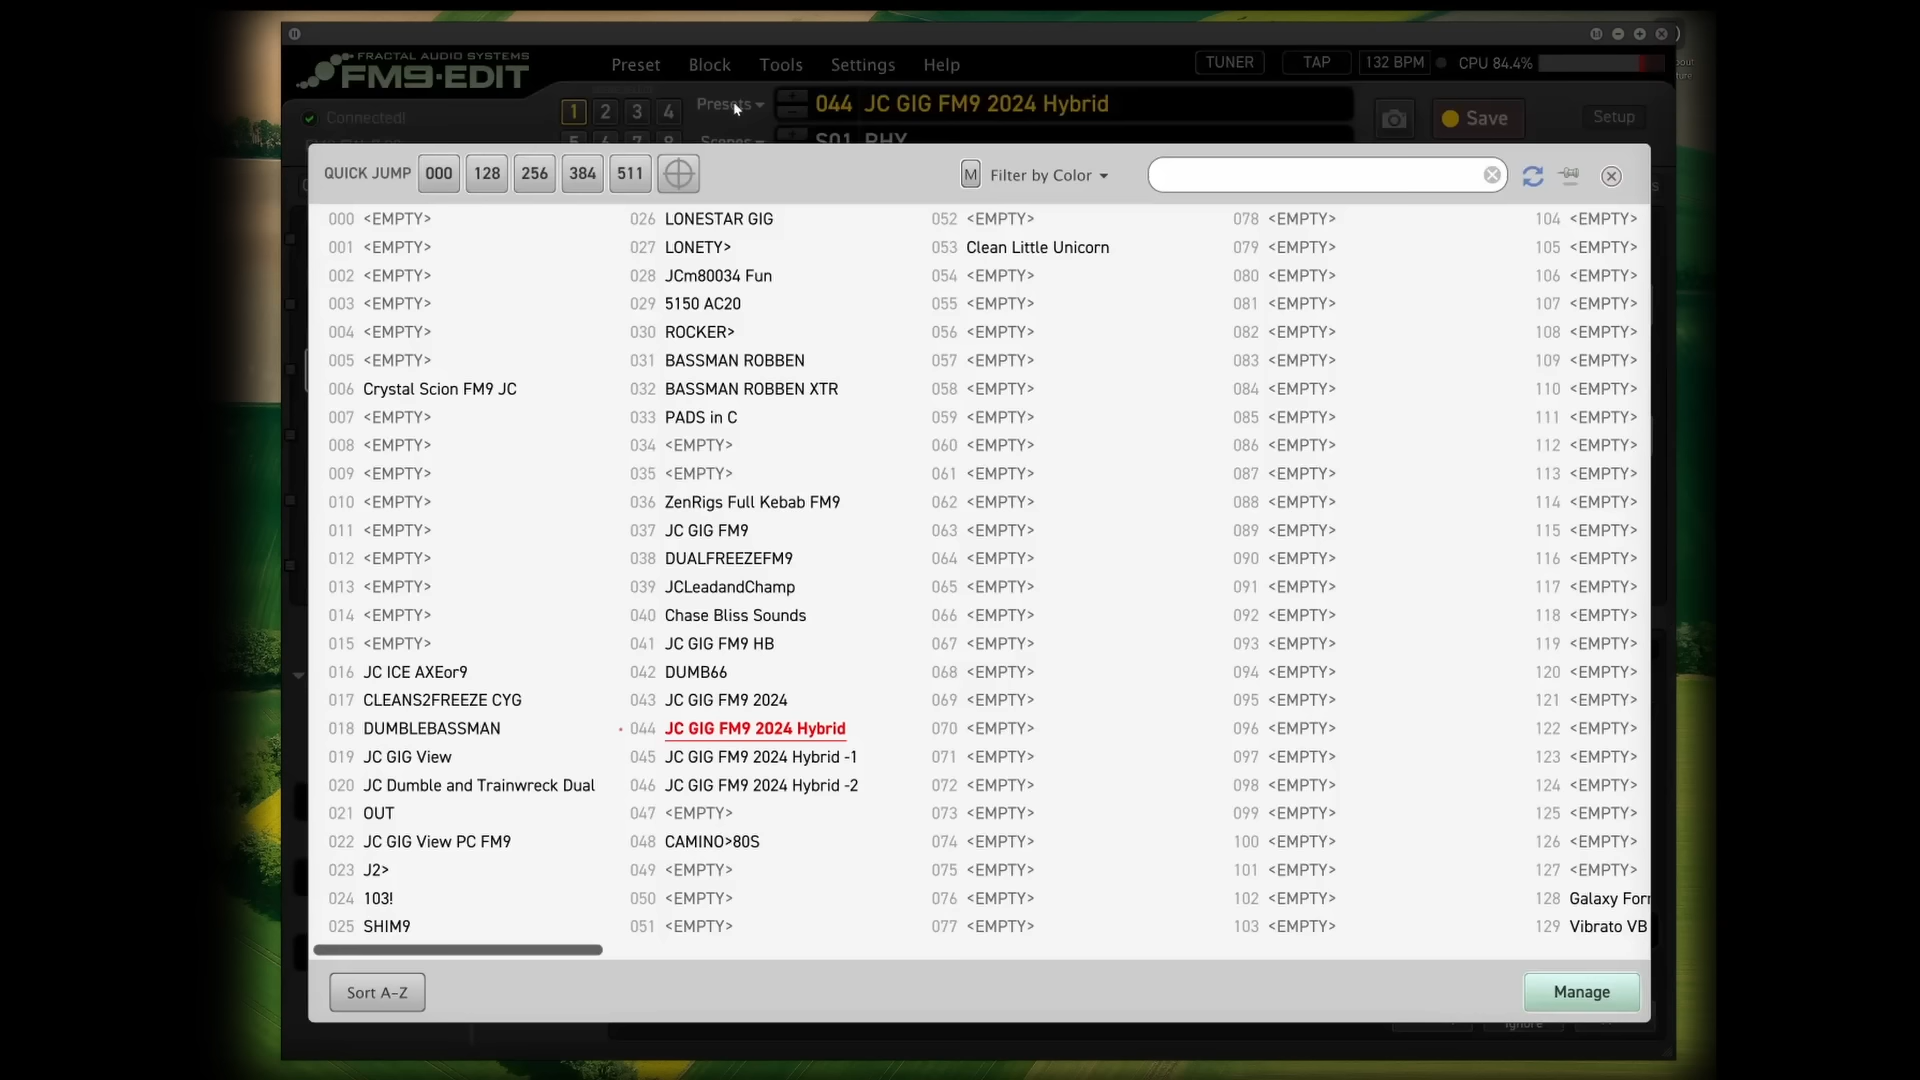 FRACTAL AUDIO SYSTEMS
FM9-EDIT
Preset Block Tools Settings Help
TUNER TAP 132 BPM CPU 84.4%
Connected!
1 2 3 4
Presets
044 JC GIG FM9 2024 Hybrid
Save
Setup
Scenes
S01 RHY
QUICK JUMP 000 128 256 384 511
M Filter by Color
000 <EMPTY>
001 <EMPTY>
002 <EMPTY>
003 <EMPTY>
004 <EMPTY>
005 <EMPTY>
006 Crystal Scion FM9 JC
007 <EMPTY>
008 <EMPTY>
009 <EMPTY>
010 <EMPTY>
011 <EMPTY>
012 <EMPTY>
013 <EMPTY>
014 <EMPTY>
015 <EMPTY>
016 JC ICE AXEor9
017 CLEANS2FREEZE CYG
018 DUMBLEBASSMAN
019 JC GIG View
020 JC Dumble and Trainwreck Dual
021 OUT
022 JC GIG View PC FM9
023 J2>
024 103!
025 SHIM9
026 LONESTAR GIG
027 LONETY>
028 JCm80034 Fun
029 5150 AC20
030 ROCKER>
031 BASSMAN ROBBEN
032 BASSMAN ROBBEN XTR
033 PADS in C
034 <EMPTY>
035 <EMPTY>
036 ZenRigs Full Kebab FM9
037 JC GIG FM9
038 DUALFREEZEFM9
039 JCLeadandChamp
040 Chase Bliss Sounds
041 JC GIG FM9 HB
042 DUMB66
043 JC GIG FM9 2024
044 JC GIG FM9 2024 Hybrid
045 JC GIG FM9 2024 Hybrid -1
046 JC GIG FM9 2024 Hybrid -2
047 <EMPTY>
048 CAMINO>80S
049 <EMPTY>
050 <EMPTY>
051 <EMPTY>
052 <EMPTY>
053 Clean Little Unicorn
054 <EMPTY>
055 <EMPTY>
056 <EMPTY>
057 <EMPTY>
058 <EMPTY>
059 <EMPTY>
060 <EMPTY>
061 <EMPTY>
062 <EMPTY>
063 <EMPTY>
064 <EMPTY>
065 <EMPTY>
066 <EMPTY>
067 <EMPTY>
068 <EMPTY>
069 <EMPTY>
070 <EMPTY>
071 <EMPTY>
072 <EMPTY>
073 <EMPTY>
074 <EMPTY>
075 <EMPTY>
076 <EMPTY>
077 <EMPTY>
078 <EMPTY>
079 <EMPTY>
080 <EMPTY>
081 <EMPTY>
082 <EMPTY>
083 <EMPTY>
084 <EMPTY>
085 <EMPTY>
086 <EMPTY>
087 <EMPTY>
088 <EMPTY>
089 <EMPTY>
090 <EMPTY>
091 <EMPTY>
092 <EMPTY>
093 <EMPTY>
094 <EMPTY>
095 <EMPTY>
096 <EMPTY>
097 <EMPTY>
098 <EMPTY>
099 <EMPTY>
100 <EMPTY>
101 <EMPTY>
102 <EMPTY>
103 <EMPTY>
104 <EMPTY>
105 <EMPTY>
106 <EMPTY>
107 <EMPTY>
108 <EMPTY>
109 <EMPTY>
110 <EMPTY>
111 <EMPTY>
112 <EMPTY>
113 <EMPTY>
114 <EMPTY>
115 <EMPTY>
116 <EMPTY>
117 <EMPTY>
118 <EMPTY>
119 <EMPTY>
120 <EMPTY>
121 <EMPTY>
122 <EMPTY>
123 <EMPTY>
124 <EMPTY>
125 <EMPTY>
126 <EMPTY>
127 <EMPTY>
128 Galaxy For
129 Vibrato VB
Sort A-Z
Manage
Ignore